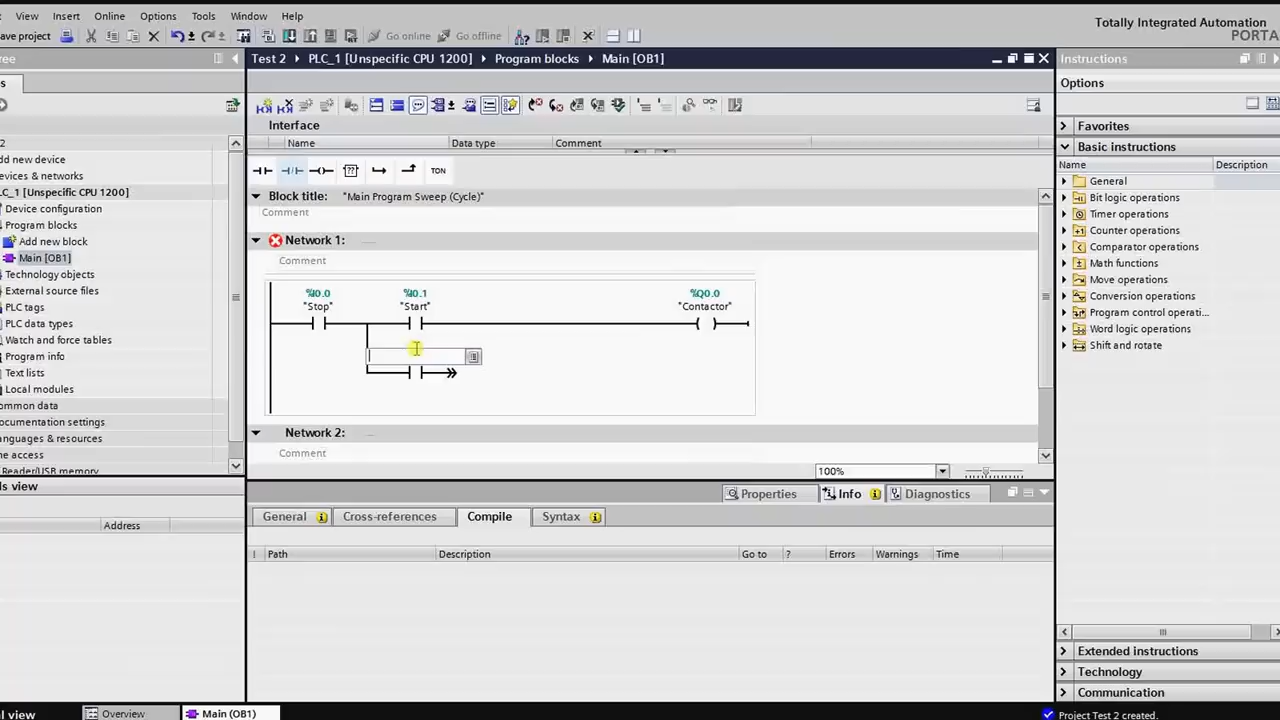 View Insert Online Options Tools Window Help
Totally Integrated Automation
PORTA
ave project Go online Go offline
ree
Test 2 PLC_1 [Unspecific CPU 1200] Program blocks Main [OB1]
Instructions
s
Options
Interface
Name Data type Comment
Favorites
Basic instructions
Name Description
TON
Block title: "Main Program Sweep (Cycle)"
Comment
Network 1:
Comment
%I0.0 %I0.1 %Q0.0
"Stop" "Start" "Contactor"
Network 2:
Comment
100%
2
dd new device
evices & networks
LC_1 [Unspecific CPU 1200]
Device configuration
Program blocks
Add new block
Main [OB1]
Technology objects
External source files
PLC tags
PLC data types
Watch and force tables
Program info
Text lists
Local modules
ommon data
ocumentation settings
anguages & resources
ne access
Reader/USB memory
ls view
Address
General
Bit logic operations
Timer operations
Counter operations
Comparator operations
Math functions
Move operations
Conversion operations
Program control operati...
Word logic operations
Shift and rotate
Extended instructions
Technology
Communication
Properties Info Diagnostics
General Cross-references Compile Syntax
! Path Description Go to ? Errors Warnings Time
al view Overview Main (OB1)
Project Test 2 created.